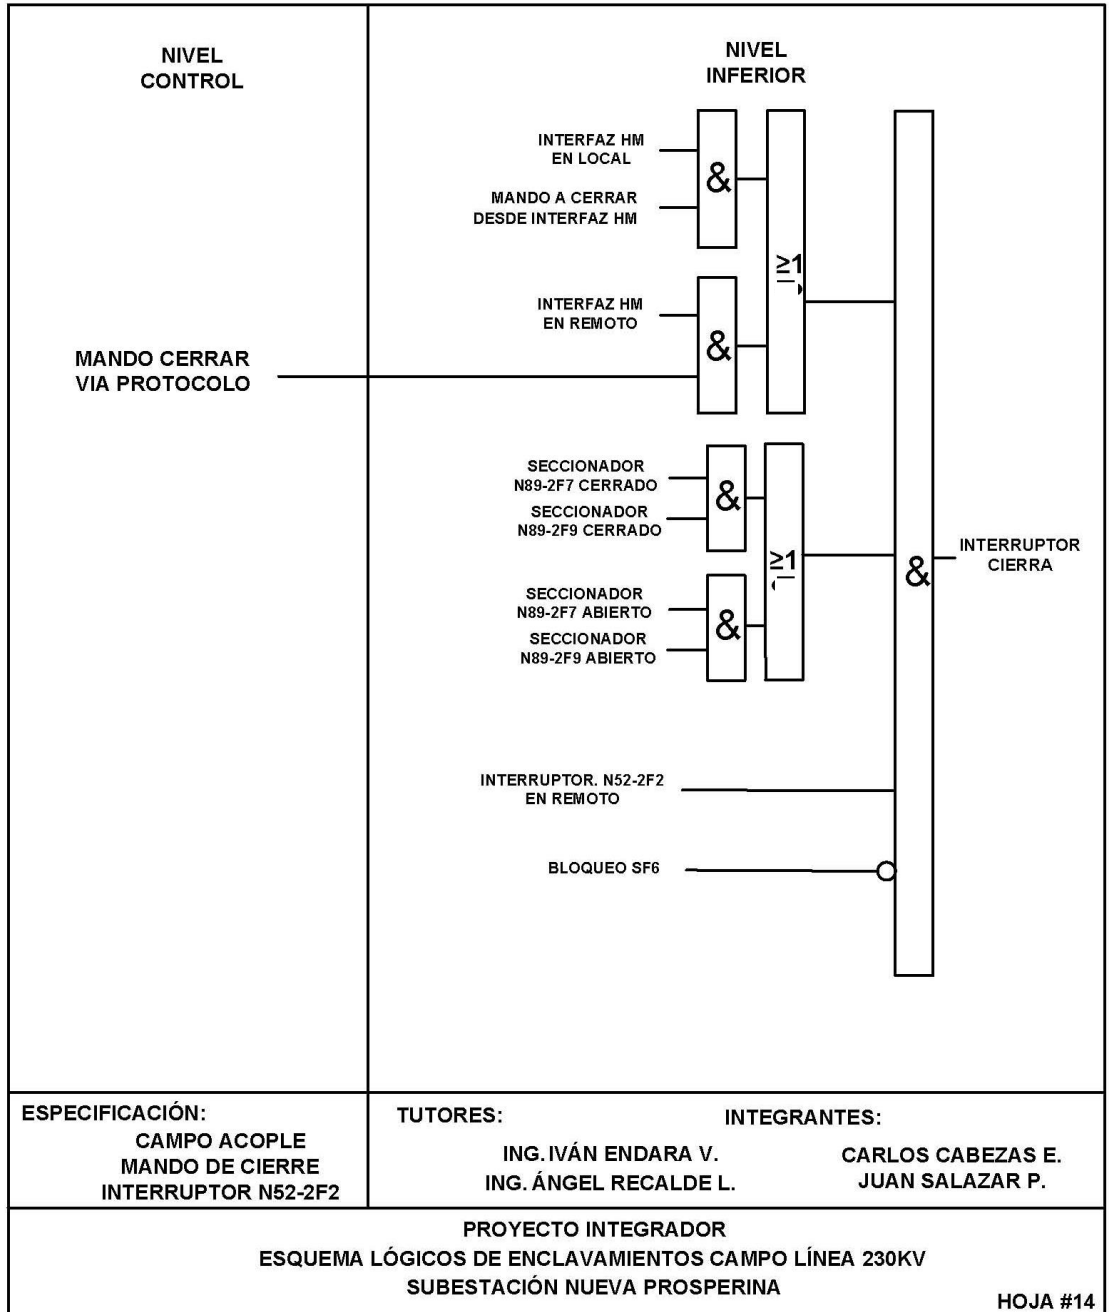 NIVEL
CONTROL
NIVEL
INFERIOR
INTERFAZ HM
EN LOCAL
MANDO A CERRAR
DESDE INTERFAZ HM
&
≥1
INTERFAZ HM
EN REMOTO
&
MANDO CERRAR
VIA PROTOCOLO
SECCIONADOR
N89-2F7 CERRADO
SECCIONADOR
N89-2F9 CERRADO
&
≥1
SECCIONADOR
N89-2F7 ABIERTO
SECCIONADOR
N89-2F9 ABIERTO
&
&
INTERRUPTOR
CIERRA
INTERRUPTOR. N52-2F2
EN REMOTO
BLOQUEO SF6
ESPECIFICACIÓN:
CAMPO ACOPLE
MANDO DE CIERRE
INTERRUPTOR N52-2F2
TUTORES:
ING. IVÁN ENDARA V.
ING. ÁNGEL RECALDE L.
INTEGRANTES:
CARLOS CABEZAS E.
JUAN SALAZAR P.
PROYECTO INTEGRADOR
ESQUEMA LÓGICOS DE ENCLAVAMIENTOS CAMPO LÍNEA 230KV
SUBESTACIÓN NUEVA PROSPERINA
HOJA #14